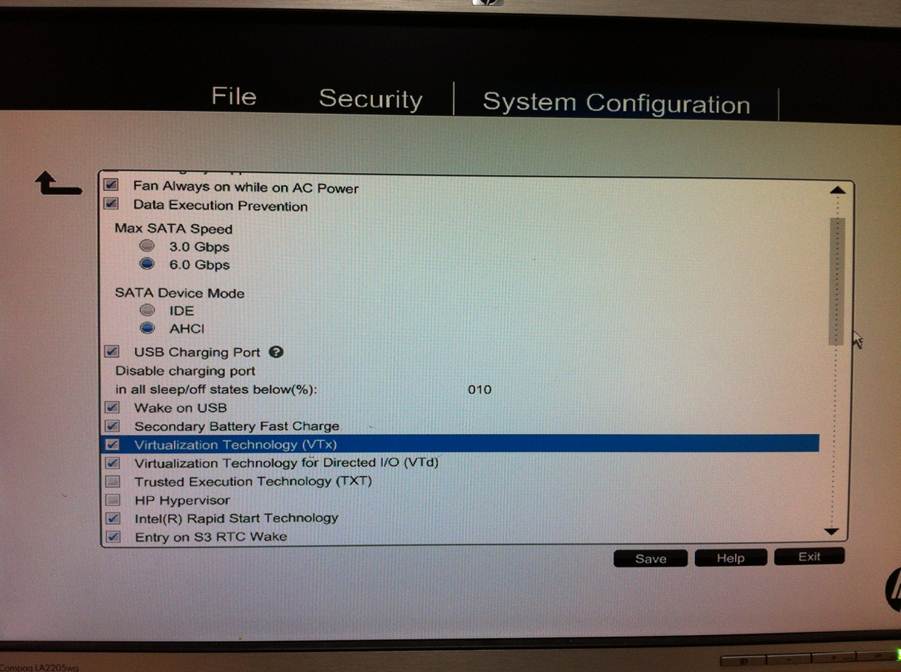 File Security System Configuration
Fan Always on while on AC Power
Data Execution Prevention
Max SATA Speed
3.0 Gbps
6.0 Gbps
SATA Device Mode
IDE
AHCI
USB Charging Port ?
Disable charging port
in all sleep/off states below(%): 010
Wake on USB
Secondary Battery Fast Charge
Virtualization Technology (VTx)
Virtualization Technology for Directed I/O (VTd)
Trusted Execution Technology (TXT)
HP Hypervisor
Intel(R) Rapid Start Technology
Entry on S3 RTC Wake
Save Help Exit
Compaq LA2205wg